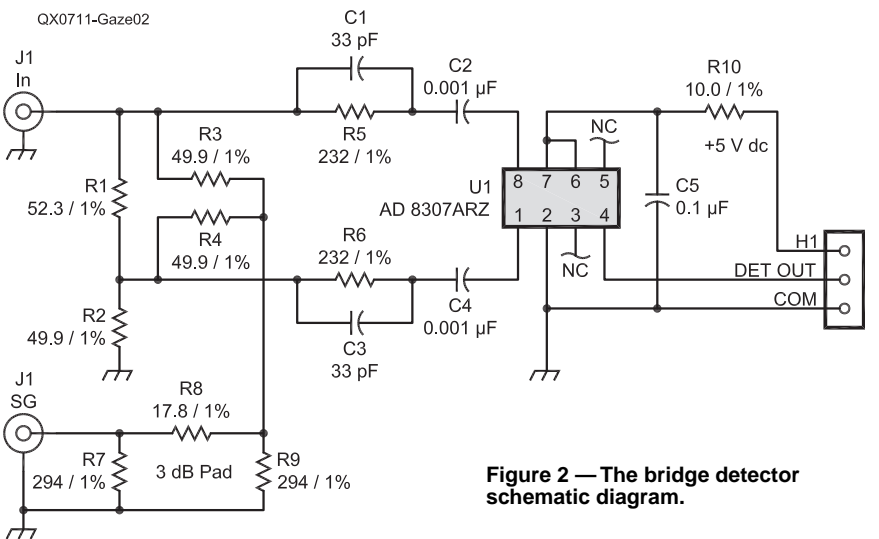 QX0711-Gaze02
J1
In
C1
33 pF
C2
0.001 µF
R10
10.0 / 1%
+5 V dc
R3
49.9 / 1%
R5
232 / 1%
NC
R1
52.3 / 1%
R4
49.9 / 1%
U1
AD 8307ARZ
8 7 6 5
1 2 3 4
C5
0.1 µF
R6
232 / 1%
NC
H1
DET OUT
COM
R2
49.9 / 1%
C4
0.001 µF
C3
33 pF
J1
SG
R8
17.8 / 1%
R7
294 / 1%
3 dB Pad
R9
294 / 1%
Figure 2 — The bridge detector
schematic diagram.